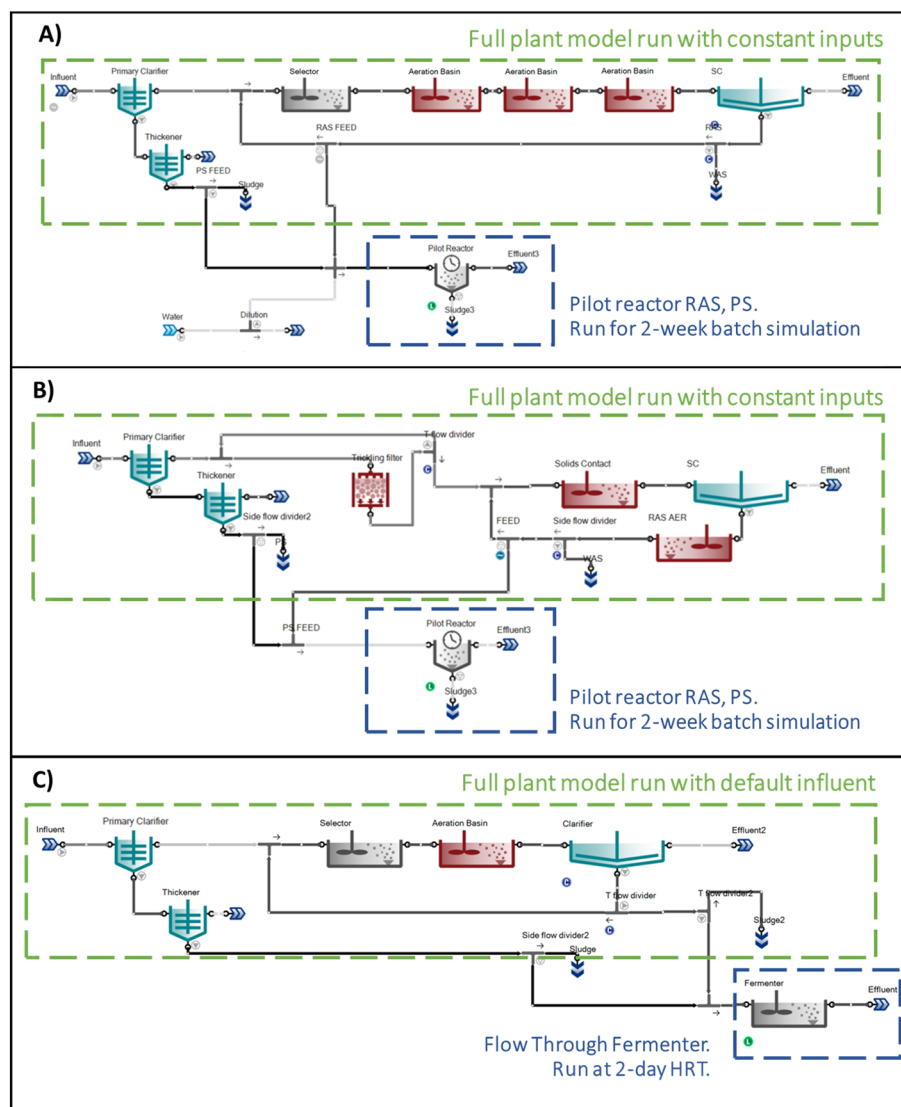 A)
Full plant model run with constant inputs
Influent
Primary Clarifier
Selector
Aeration Basin
Aeration Basin
Aeration Basin
SC
Effluent
Thickener
RAS FEED
RAS
C
WAS
PS FEED
Sludge
Pilot Reactor
Effluent3
L
Sludge3
Water
Dilution
Pilot reactor RAS, PS.
Run for 2-week batch simulation
B)
Full plant model run with constant inputs
Influent
Primary Clarifier
T flow divider
C
Trickling filter
Solids Contact
SC
Effluent
Thickener
Side flow divider2
PS
FEED
Side flow divider
C
RAS AER
WAS
PS FEED
Pilot Reactor
Effluent3
L
Sludge3
Pilot reactor RAS, PS.
Run for 2-week batch simulation
C)
Full plant model run with default influent
Influent
Primary Clarifier
Selector
Aeration Basin
Clarifier
Effluent2
C
Thickener
T flow divider
C
T flow divider2
Sludge2
Side flow divider2
Sludge
Fermenter
Effluent
L
Flow Through Fermenter.
Run at 2-day HRT.